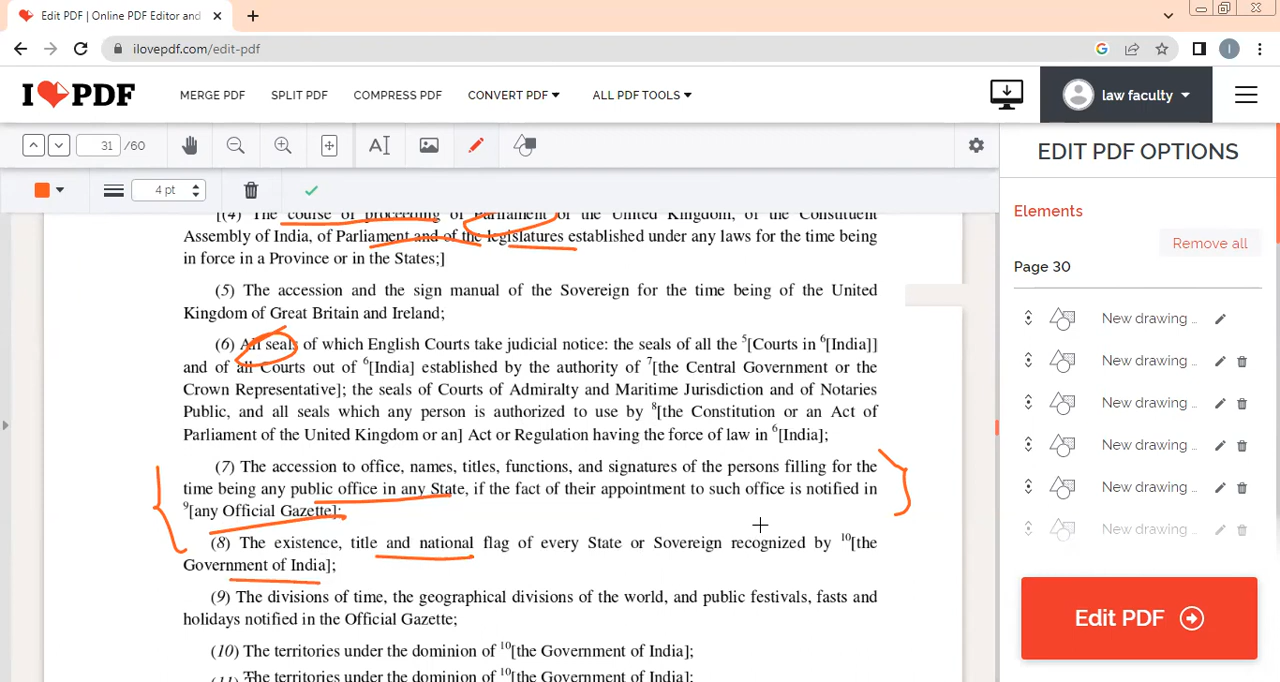 Edit PDF | Online PDF Editor and
ilovepdf.com/edit-pdf
I
I PDF
MERGE PDF
SPLIT PDF
COMPRESS PDF
CONVERT PDF
ALL PDF TOOLS
law faculty
31 /60
A
4 pt
EDIT PDF OPTIONS
Elements
Remove all
Page 30
New drawing ..
New drawing ..
New drawing ..
New drawing ..
New drawing ..
New drawing ..
Edit PDF
[(4) The course of proceeding of Parliament of the United Kingdom, of the Constituent
Assembly of India, of Parliament and of the legislatures established under any laws for the time being
in force in a Province or in the States;]
(5) The accession and the sign manual of the Sovereign for the time being of the United
Kingdom of Great Britain and Ireland;
(6) All seals of which English Courts take judicial notice: the seals of all the 5[Courts in 6[India]]
and of all Courts out of 6[India] established by the authority of 7[the Central Government or the
Crown Representative]; the seals of Courts of Admiralty and Maritime Jurisdiction and of Notaries
Public, and all seals which any person is authorized to use by 8[the Constitution or an Act of
Parliament of the United Kingdom or an] Act or Regulation having the force of law in 6[India];
(7) The accession to office, names, titles, functions, and signatures of the persons filling for the
time being any public office in any State, if the fact of their appointment to such office is notified in
9[any Official Gazette];
(8) The existence, title and national flag of every State or Sovereign recognized by 10[the
Government of India];
(9) The divisions of time, the geographical divisions of the world, and public festivals, fasts and
holidays notified in the Official Gazette;
(10) The territories under the dominion of 10[the Government of India];
(11) The territories under the dominion of 10[the Government of India];